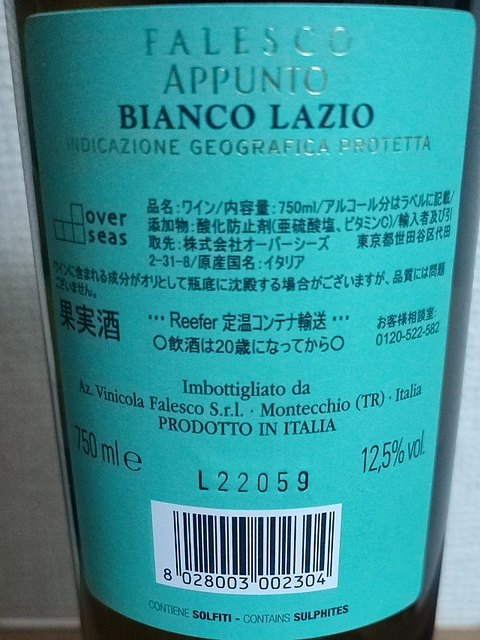 FALESCO
APPUNTO
BIANCO LAZIO
INDICAZIONE GEOGRAFICA PROTETTA
over
seas
品名:ワイン/内容量:750ml/アルコール分はラベルに記載/
添加物:酸化防止剤(亜硫酸塩、ビタミンC)/輸入者及び引
取先:株式会社オーバーシーズ 東京都世田谷区代田
2-31-8/原産国名:イタリア
ワインに含まれる成分がオリとして瓶底に沈殿する場合がございますが、品質には問題
ございません。
果実酒
… Reefer 定温コンテナ輸送 …
○飲酒は20歳になってから○
お客様相談室:
0120-522-582
Imbottigliato da
Az. Vinicola Falesco S.r.l. · Montecchio (TR) · Italia
PRODOTTO IN ITALIA
750 ml e
12,5% vol.
L22059
8 028003 002304
CONTIENE SOLFITI - CONTAINS SULPHITES